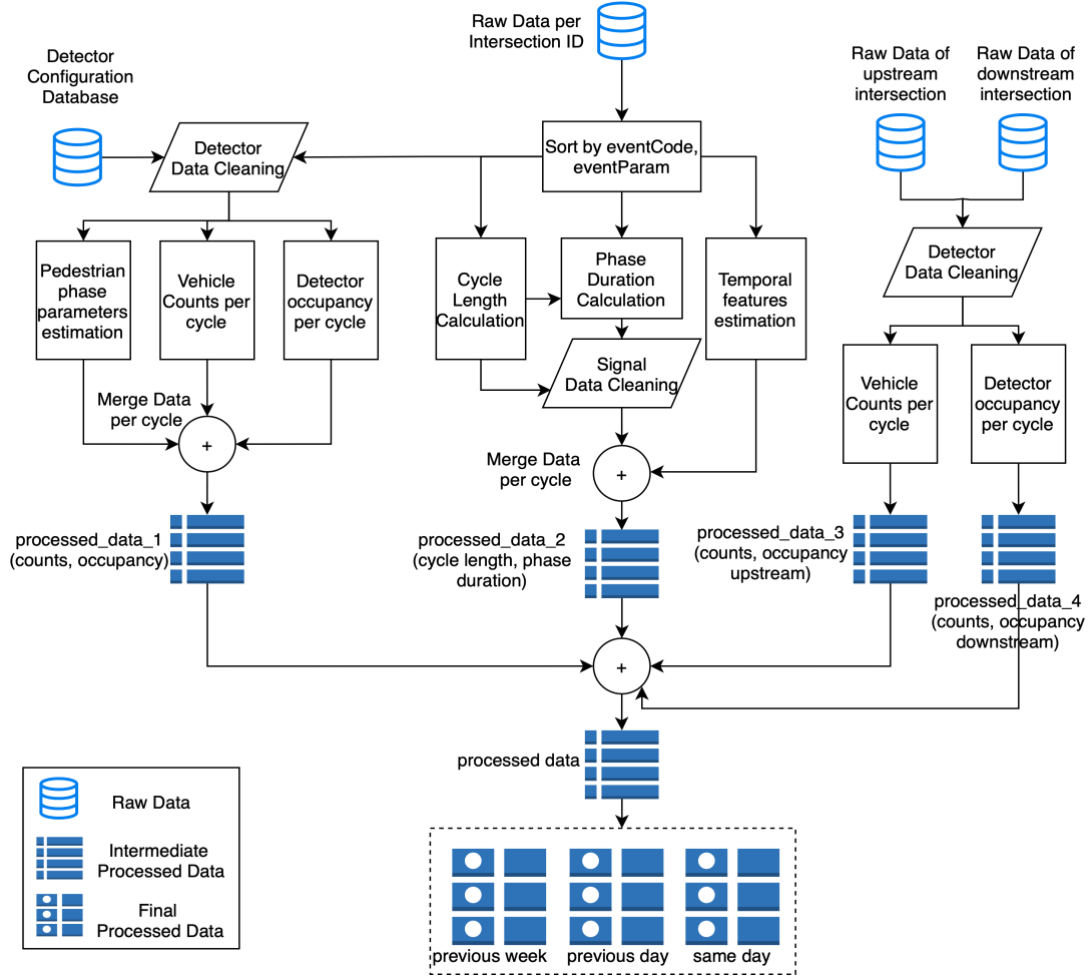 Raw Data per
Intersection ID
Detector
Configuration
Database
Raw Data of
upstream
intersection
Raw Data of
downstream
intersection
Detector
Data Cleaning
Sort by eventCode,
eventParam
Pedestrian
phase
parameters
estimation
Vehicle
Counts per
cycle
Detector
occupancy
per cycle
Cycle
Length
Calculation
Phase
Duration
Calculation
Temporal
features
estimation
Detector
Data Cleaning
Signal
Data Cleaning
Vehicle
Counts per
cycle
Detector
occupancy
per cycle
Merge Data
per cycle
+
Merge Data
per cycle
+
processed_data_1
(counts, occupancy)
processed_data_2
(cycle length, phase
duration)
processed_data_3
(counts, occupancy
upstream)
processed_data_4
(counts, occupancy
downstream)
+
processed data
Raw Data
Intermediate
Processed Data
Final
Processed Data
previous week
previous day
same day